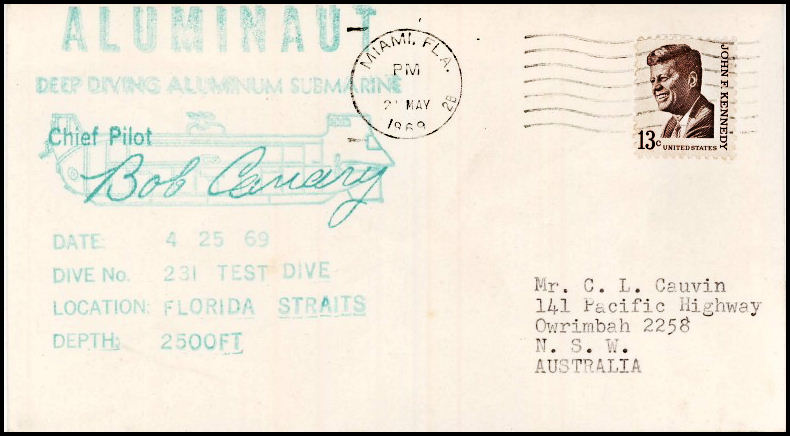 ALUMINAUT
DEEP DIVING ALUMINUM SUBMARINE
Chief Pilot
Bob Canary
DATE: 4 25 69
DIVE No. 231 TEST DIVE
LOCATION: FLORIDA STRAITS
DEPTH: 2500FT
MIAMI, FLA.
PM
MAY
1969
2B
JOHN F. KENNEDY
13c UNITED STATES
Mr. C. L. Cauvin
141 Pacific Highway
Owrimbah 2258
N. S. W.
AUSTRALIA